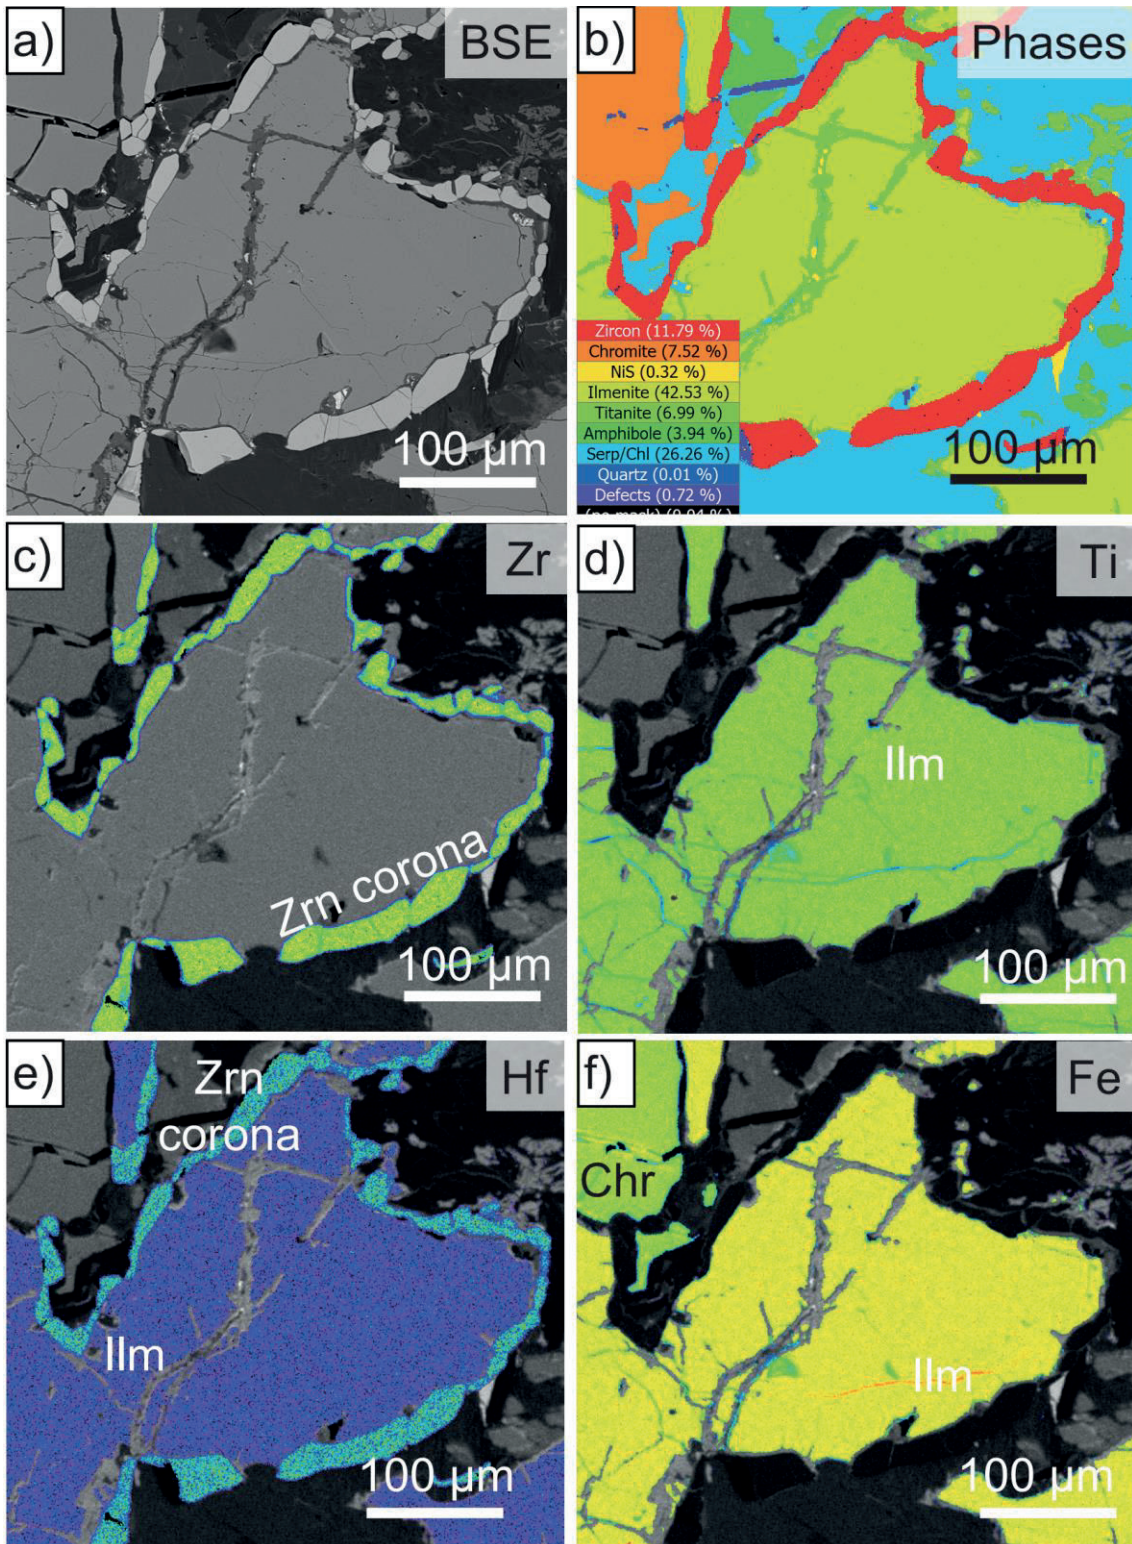 a)
BSE
100 µm
b)
Phases
Zircon (11.79 %)
Chromite (7.52 %)
NiS (0.32 %)
Ilmenite (42.53 %)
Titanite (6.99 %)
Amphibole (3.94 %)
Serp/Chl (26.26 %)
Quartz (0.01 %)
Defects (0.72 %)
100 µm
c)
Zr
Zrn corona
100 µm
d)
Ti
Ilm
100 µm
e)
Hf
Zrn
corona
Ilm
100 µm
f)
Fe
Chr
Ilm
100 µm